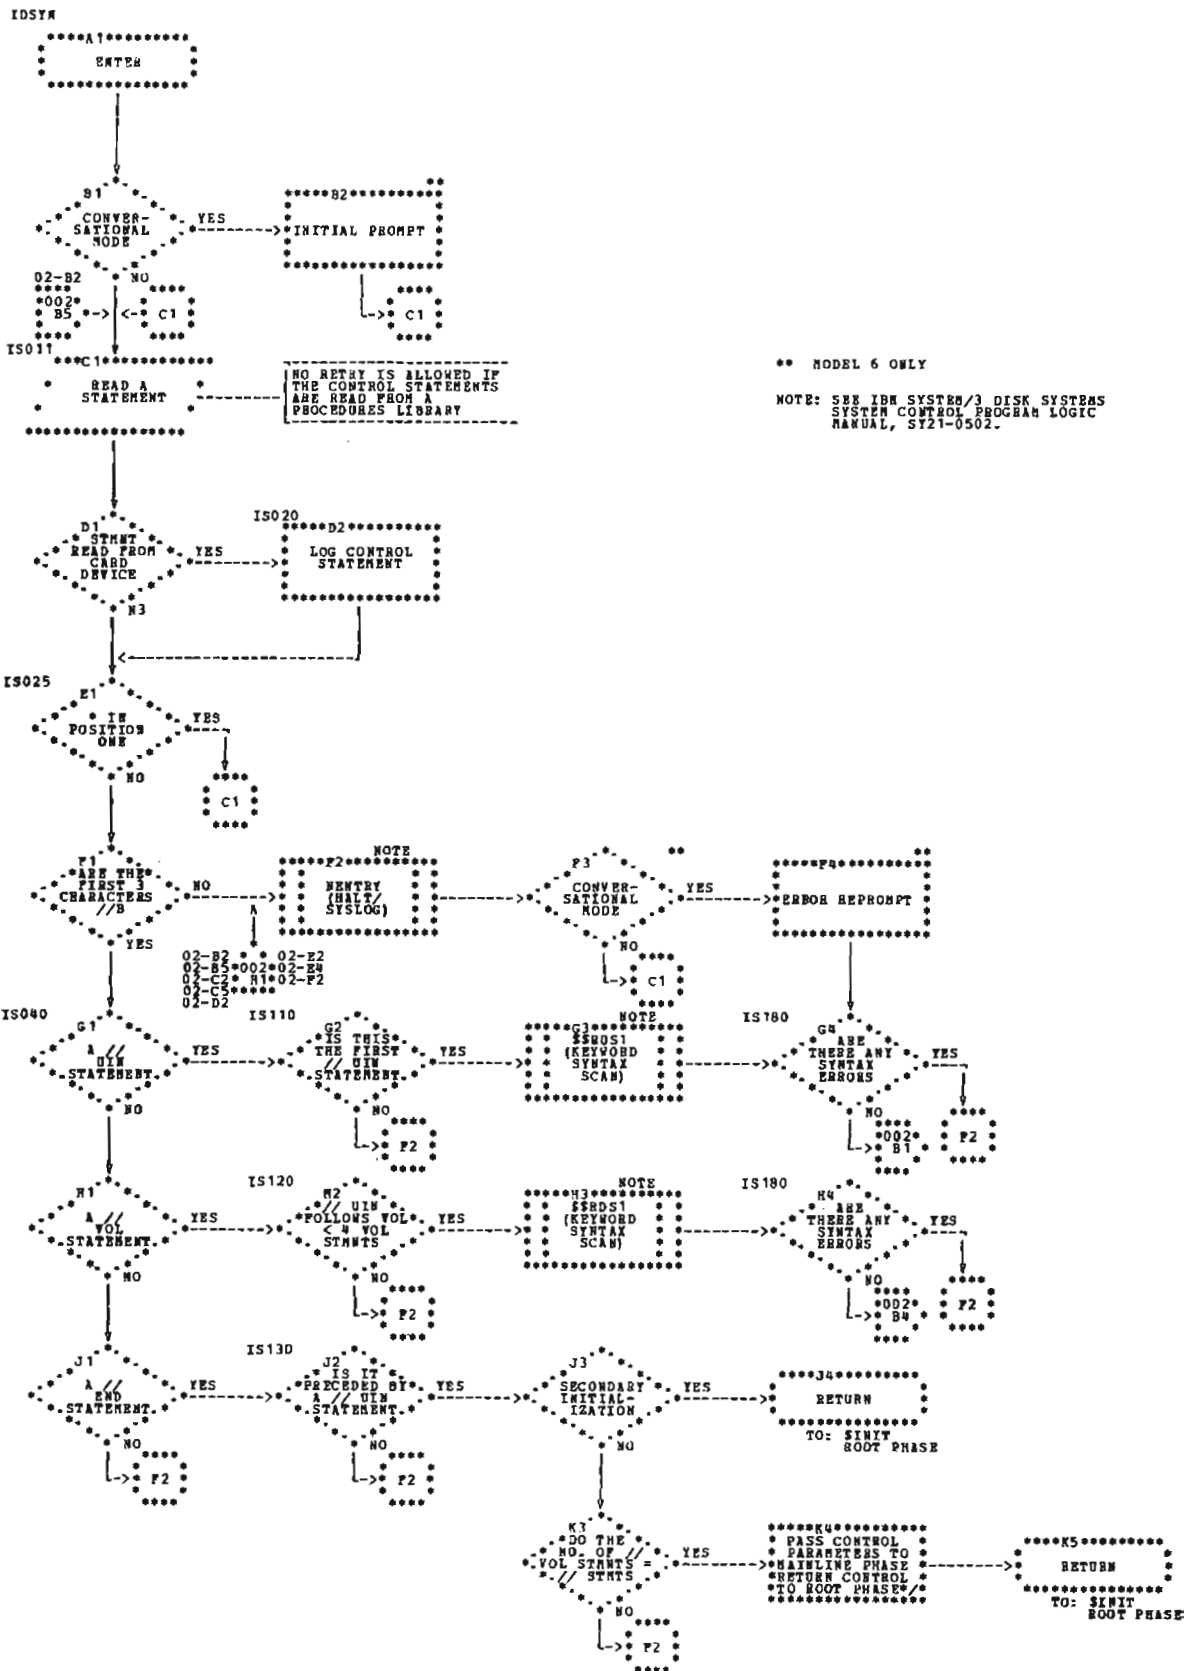 IDSYN
A1
ENTER
B1
CONVER-
SATIONAL
MODE
YES
NO
**
B2
INITIAL PROMPT
02-B2
002
B5
C1
C1
IS011
C1
READ A
STATEMENT
NO RETRY IS ALLOWED IF
THE CONTROL STATEMENTS
ARE READ FROM A
PROCEDURES LIBRARY
** MODEL 6 ONLY
NOTE: SEE IBM SYSTEM/3 DISK SYSTEMS
SYSTEM CONTROL PROGRAM LOGIC
MANUAL, SY21-0502.
D1
STMNT
READ FROM
CARD
DEVICE
YES
NO
IS020
D2
LOG CONTROL
STATEMENT
IS025
E1
* IN
POSITION
ONE
YES
NO
C1
F1
ARE THE
FIRST 3
CHARACTERS
//B
NO
YES
NOTE
F2
NENTRY
(HALT/
SYSLOG)
A
02-B2 02-E2
02-B5 002 02-E4
02-C2 H1 02-F2
02-C5
02-D2
**
F3
CONVER-
SATIONAL
MODE
YES
NO
C1
**
F4
ERROR REPROMPT
IS040
G1
A //
UIN
STATEMENT
YES
NO
IS110
G2
IS THIS
THE FIRST
// UIN
STATEMENT
YES
NO
F2
NOTE
G3
$$RDS1
(KEYWORD
SYNTAX
SCAN)
IS180
G4
ARE
THERE ANY
SYNTAX
ERRORS
YES
NO
002
B1
F2
H1
A //
VOL
STATEMENT
YES
NO
IS120
H2
// UIN
FOLLOWS VOL
< 4 VOL
STMNTS
YES
NO
F2
NOTE
H3
$$RDS1
(KEYWORD
SYNTAX
SCAN)
IS180
H4
ARE
THERE ANY
SYNTAX
ERRORS
YES
NO
002
B4
F2
J1
A //
END
STATEMENT
YES
NO
F2
IS130
J2
IS IT
PRECEDED BY
A // UIN
STATEMENT
YES
NO
F2
J3
SECONDARY
INITIAL-
IZATION
YES
NO
J4
RETURN
TO: $INIT
ROOT PHASE
K3
DO THE
NO. OF //
VOL STMNTS =
// STMTS
YES
NO
F2
K4
PASS CONTROL
PARAMETERS TO
MAINLINE PHASE
RETURN CONTROL
TO ROOT PHASE*/
K5
RETURN
TO: $INIT
ROOT PHASE